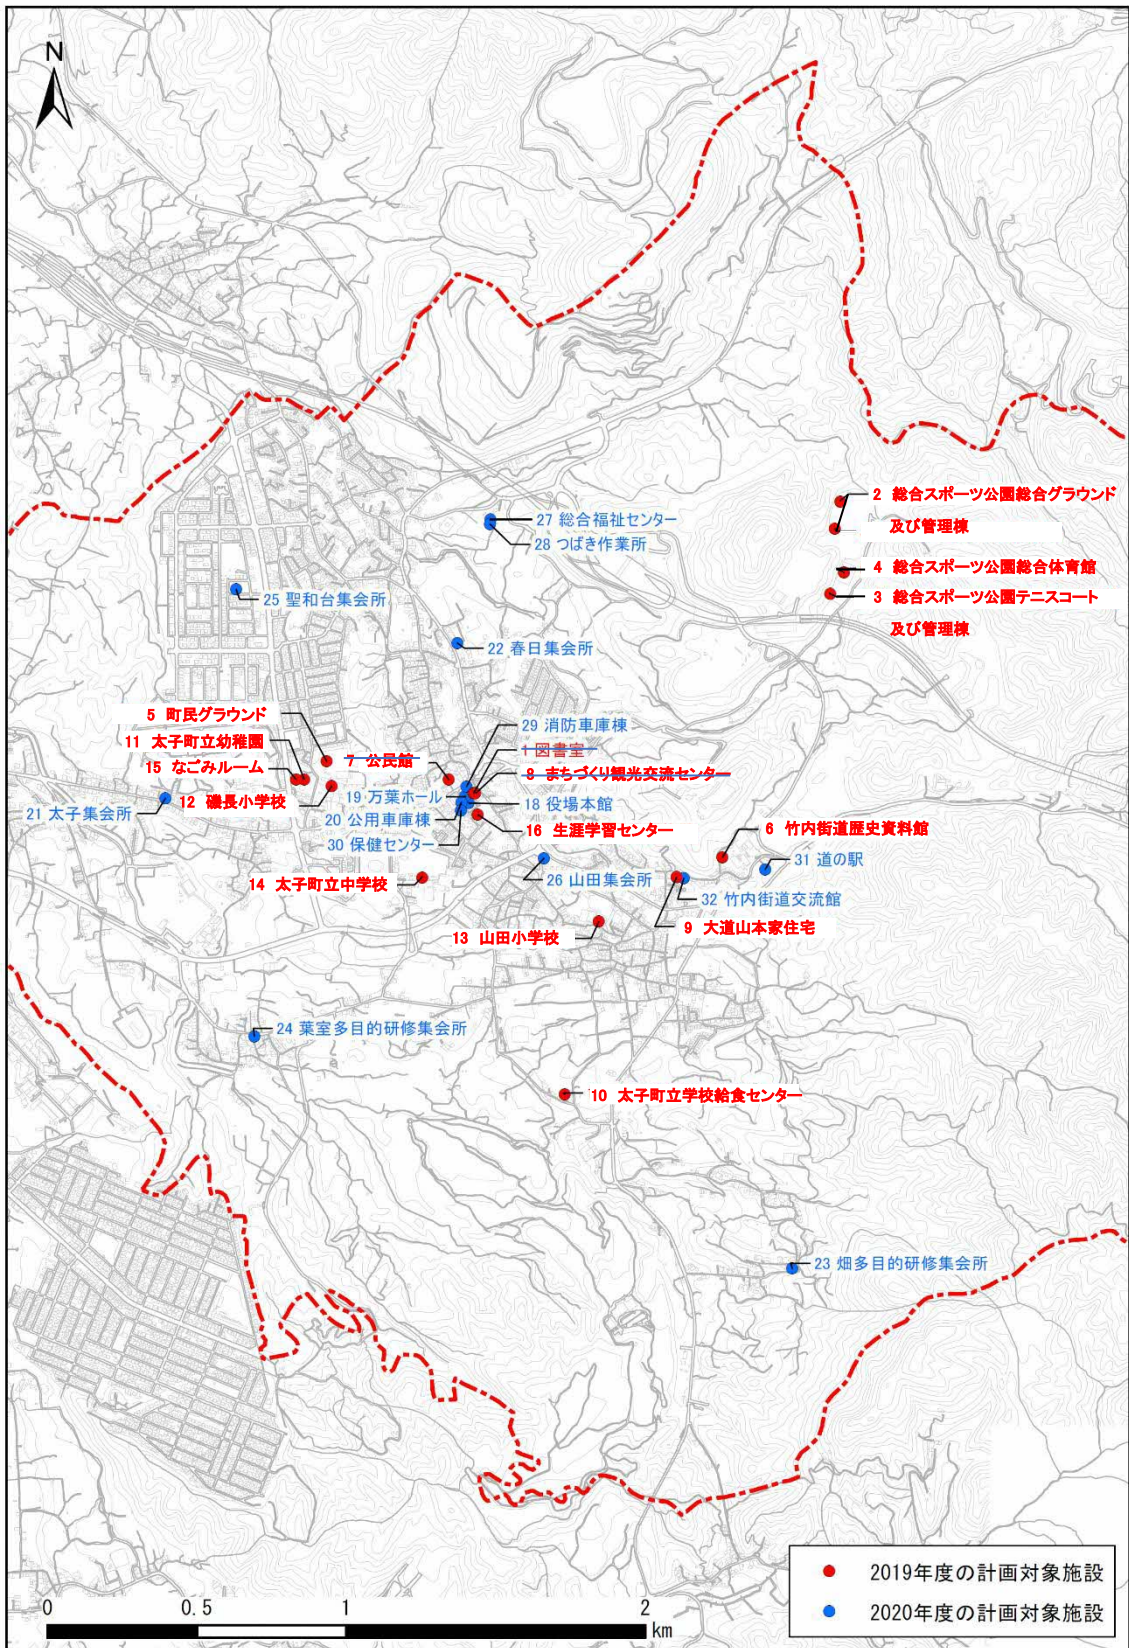 N
2 総合スポーツ公園総合グラウンド
及び管理棟
27 総合福祉センター
28 つばき作業所
4 総合スポーツ公園総合体育館
3 総合スポーツ公園テニスコート
及び管理棟
25 聖和台集会所
22 春日集会所
5 町民グラウンド
29 消防車庫棟
11 太子町立幼稚園
7 公民館
1 図書室
15 なごみルーム
8 まちづくり観光交流センター
12 磯長小学校
19 万葉ホール
18 役場本館
21 太子集会所
20 公用車庫棟
16 生涯学習センター
30 保健センター
6 竹内街道歴史資料館
31 道の駅
14 太子町立中学校
26 山田集会所
32 竹内街道交流館
9 大道山本家住宅
13 山田小学校
24 葉室多目的研修集会所
10 太子町立学校給食センター
23 畑多目的研修集会所
2019年度の計画対象施設
2020年度の計画対象施設
0 0.5 1 2
km